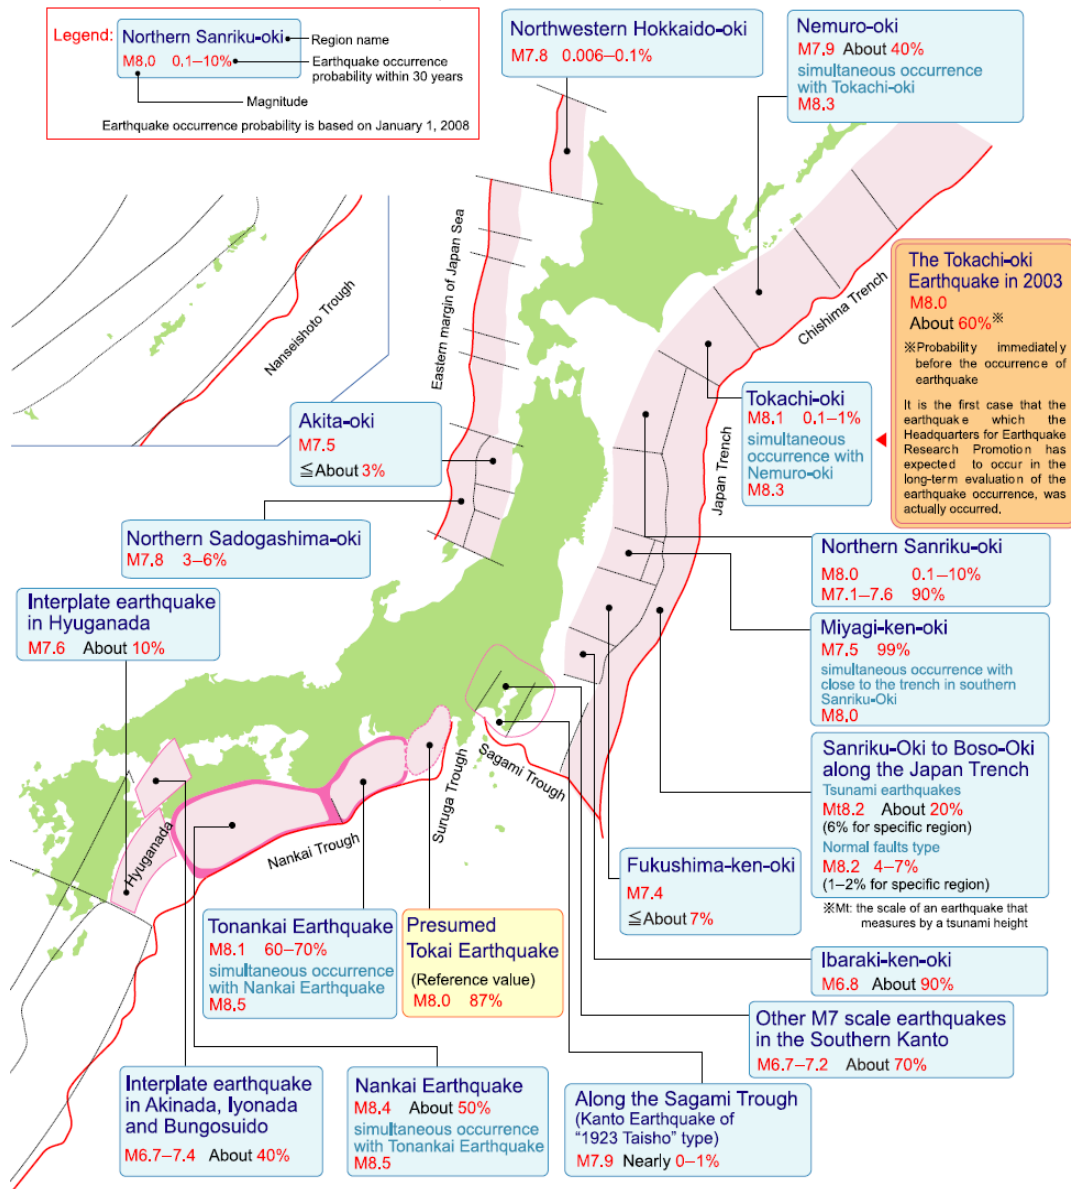 Legend:
Northern Sanriku-oki
M8.0 0.1–10%
Region name
Earthquake occurrence
probability within 30 years
Magnitude
Earthquake occurrence probability is based on January 1, 2008
Northwestern Hokkaido-oki
M7.8 0.006–0.1%
Nemuro-oki
M7.9 About 40%
simultaneous occurrence
with Tokachi-oki
M8.3
Nanseishoto Trough
Eastern margin of Japan Sea
Chishima Trench
Japan Trench
The Tokachi-oki
Earthquake in 2003
M8.0
About 60%※
※Probability immediately
before the occurrence of
earthquake
It is the first case that the
earthquake which the
Headquarters for Earthquake
Research Promotion has
expected to occur in the
long-term evaluation of the
earthquake occurrence, was
actually occurred.
Akita-oki
M7.5
≦About 3%
Tokachi-oki
M8.1 0.1–1%
simultaneous
occurrence with
Nemuro-oki
M8.3
Northern Sadogashima-oki
M7.8 3–6%
Northern Sanriku-oki
M8.0 0.1–10%
M7.1–7.6 90%
Interplate earthquake
in Hyuganada
M7.6 About 10%
Miyagi-ken-oki
M7.5 99%
simultaneous occurrence with
close to the trench in southern
Sanriku-Oki
M8.0
Sanriku-Oki to Boso-Oki
along the Japan Trench
Tsunami earthquakes
Mt8.2 About 20%
(6% for specific region)
Normal faults type
M8.2 4–7%
(1–2% for specific region)
※Mt: the scale of an earthquake that
measures by a tsunami height
Sagami Trough
Suruga Trough
Nankai Trough
Hyuganada
Fukushima-ken-oki
M7.4
≦About 7%
Tonankai Earthquake
M8.1 60–70%
simultaneous occurrence
with Nankai Earthquake
M8.5
Presumed
Tokai Earthquake
(Reference value)
M8.0 87%
Ibaraki-ken-oki
M6.8 About 90%
Other M7 scale earthquakes
in the Southern Kanto
M6.7–7.2 About 70%
Interplate earthquake
in Akinada, Iyonada
and Bungosuido
M6.7–7.4 About 40%
Nankai Earthquake
M8.4 About 50%
simultaneous occurrence
with Tonankai Earthquake
M8.5
Along the Sagami Trough
(Kanto Earthquake of
“1923 Taisho” type)
M7.9 Nearly 0–1%